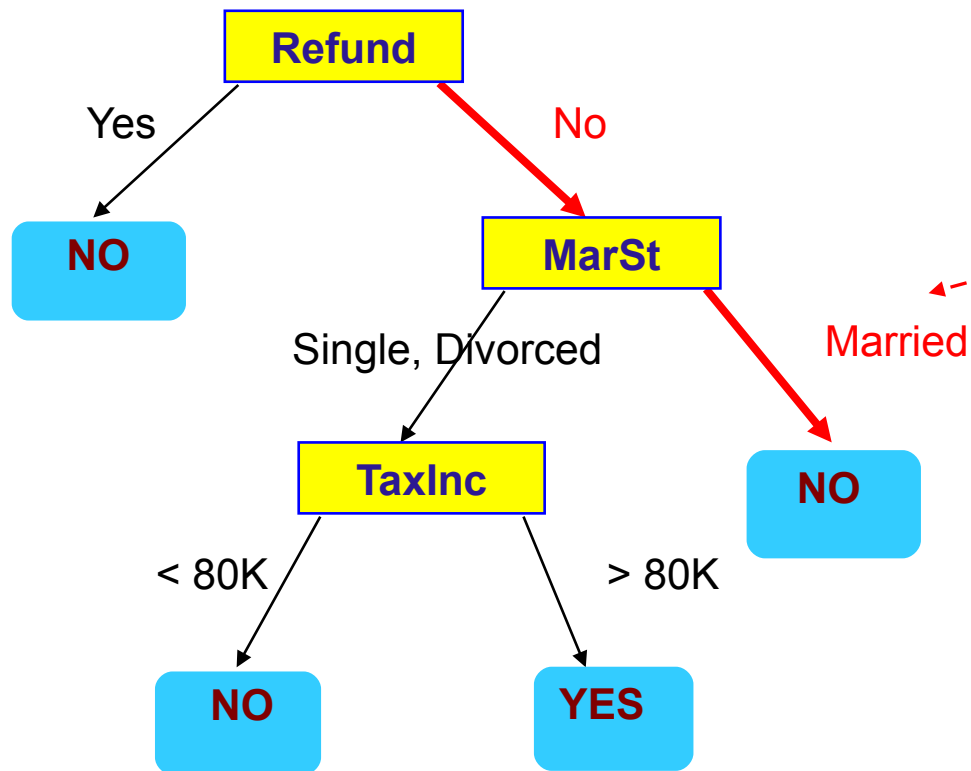 Refund
Yes
No
NO
MarSt
Single, Divorced
Married
TaxInc
NO
< 80K
> 80K
NO
YES